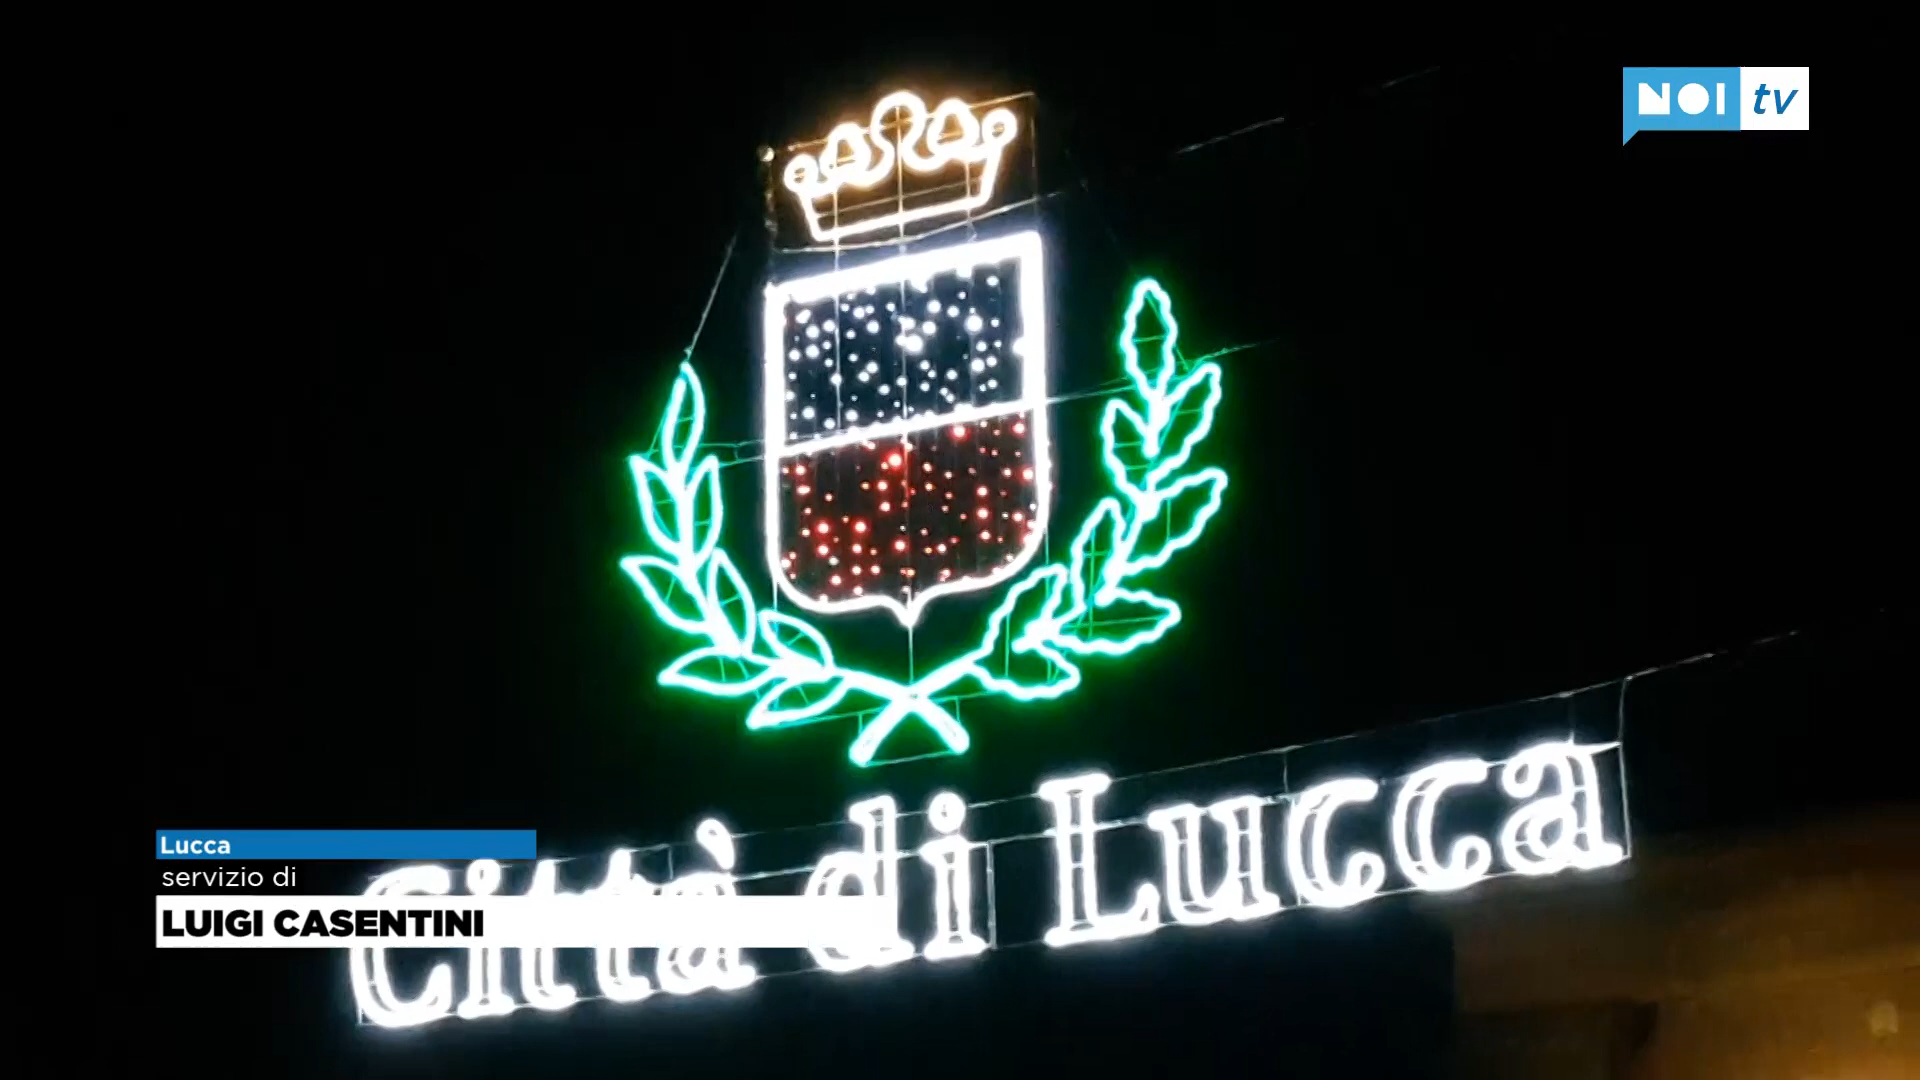 NOI tv
Città di Lucca
Lucca
servizio di
LUIGI CASENTINI